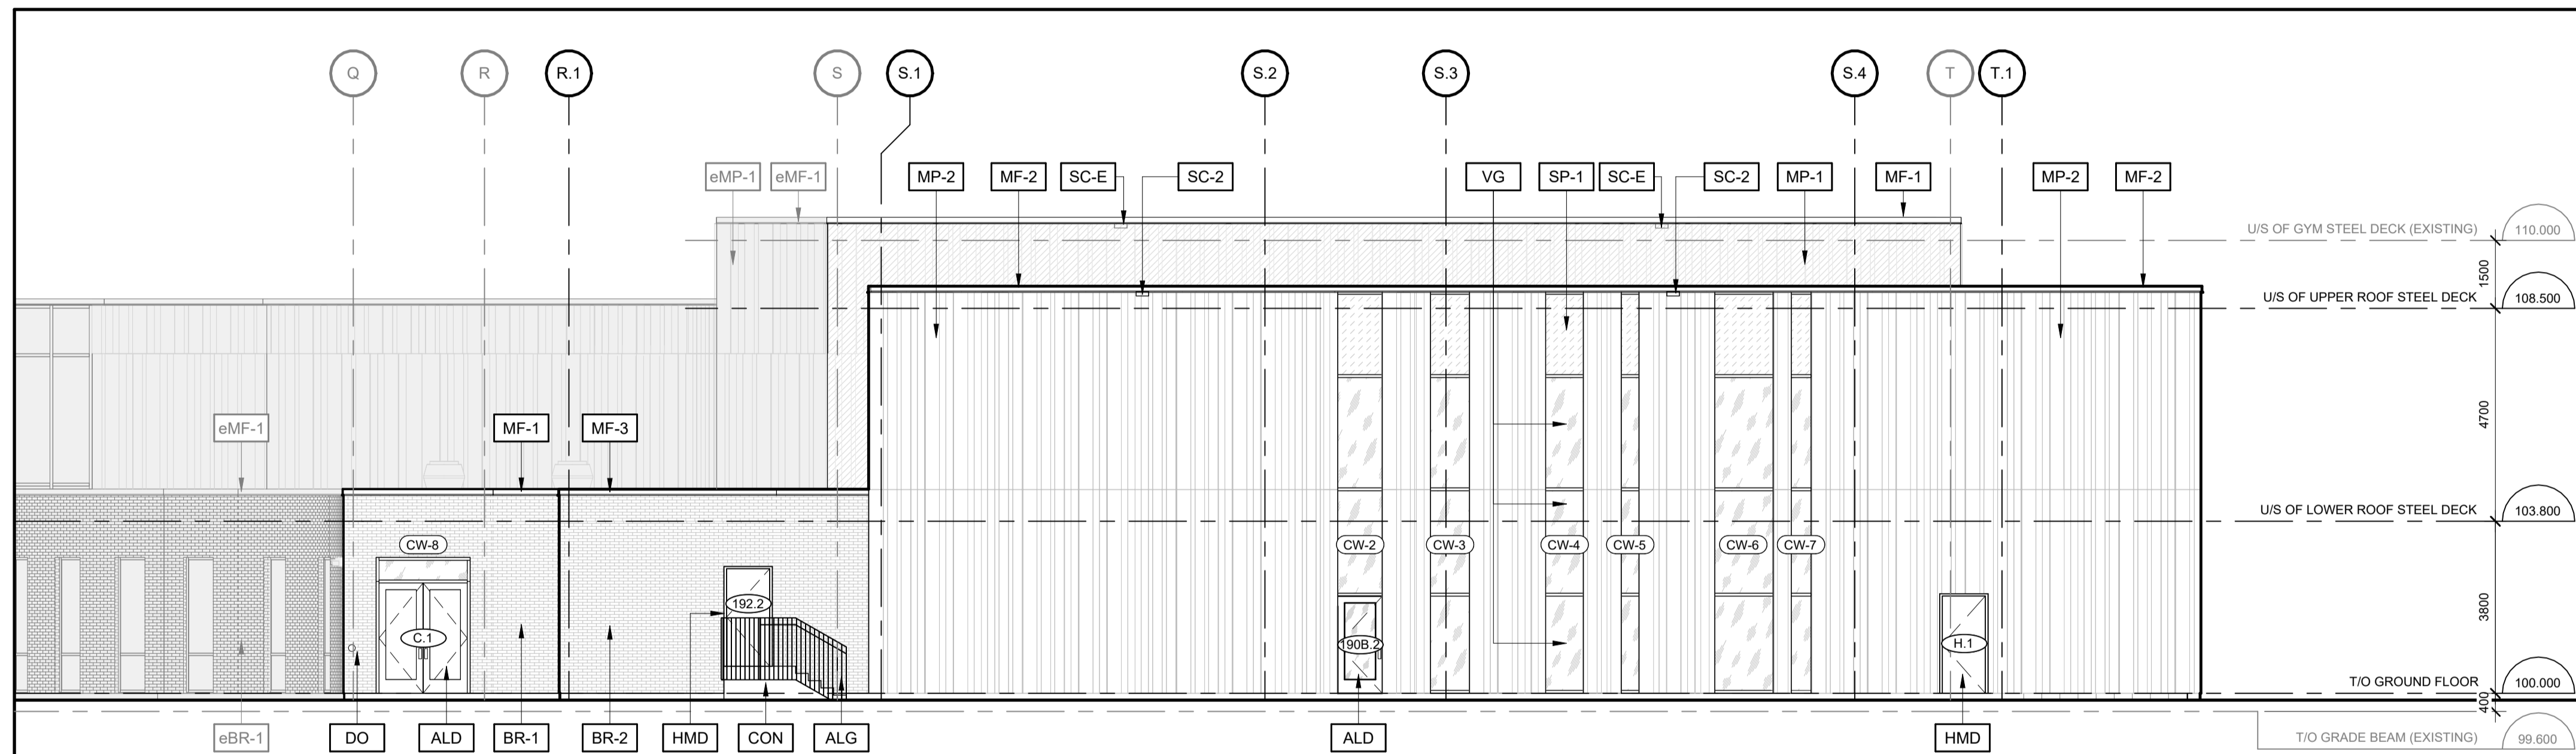 Q R R.1 S S.1 S.2 S.3 S.4 T T.1
eMP-1 eMF-1 MP-2 MF-2 SC-E SC-2 VG SP-1 SC-E SC-2 MP-1 MF-1 MP-2 MF-2
U/S OF GYM STEEL DECK (EXISTING) 110.000
1500
U/S OF UPPER ROOF STEEL DECK 108.500
4700
eMF-1 MF-1 MF-3
U/S OF LOWER ROOF STEEL DECK 103.800
CW-8 CW-2 CW-3 CW-4 CW-5 CW-6 CW-7
3800
192.2
C.1 90B.2 H.1
T/O GROUND FLOOR 100.000
400
eBR-1 DO ALD BR-1 BR-2 HMD CON ALG ALD HMD
T/O GRADE BEAM (EXISTING) 99.600